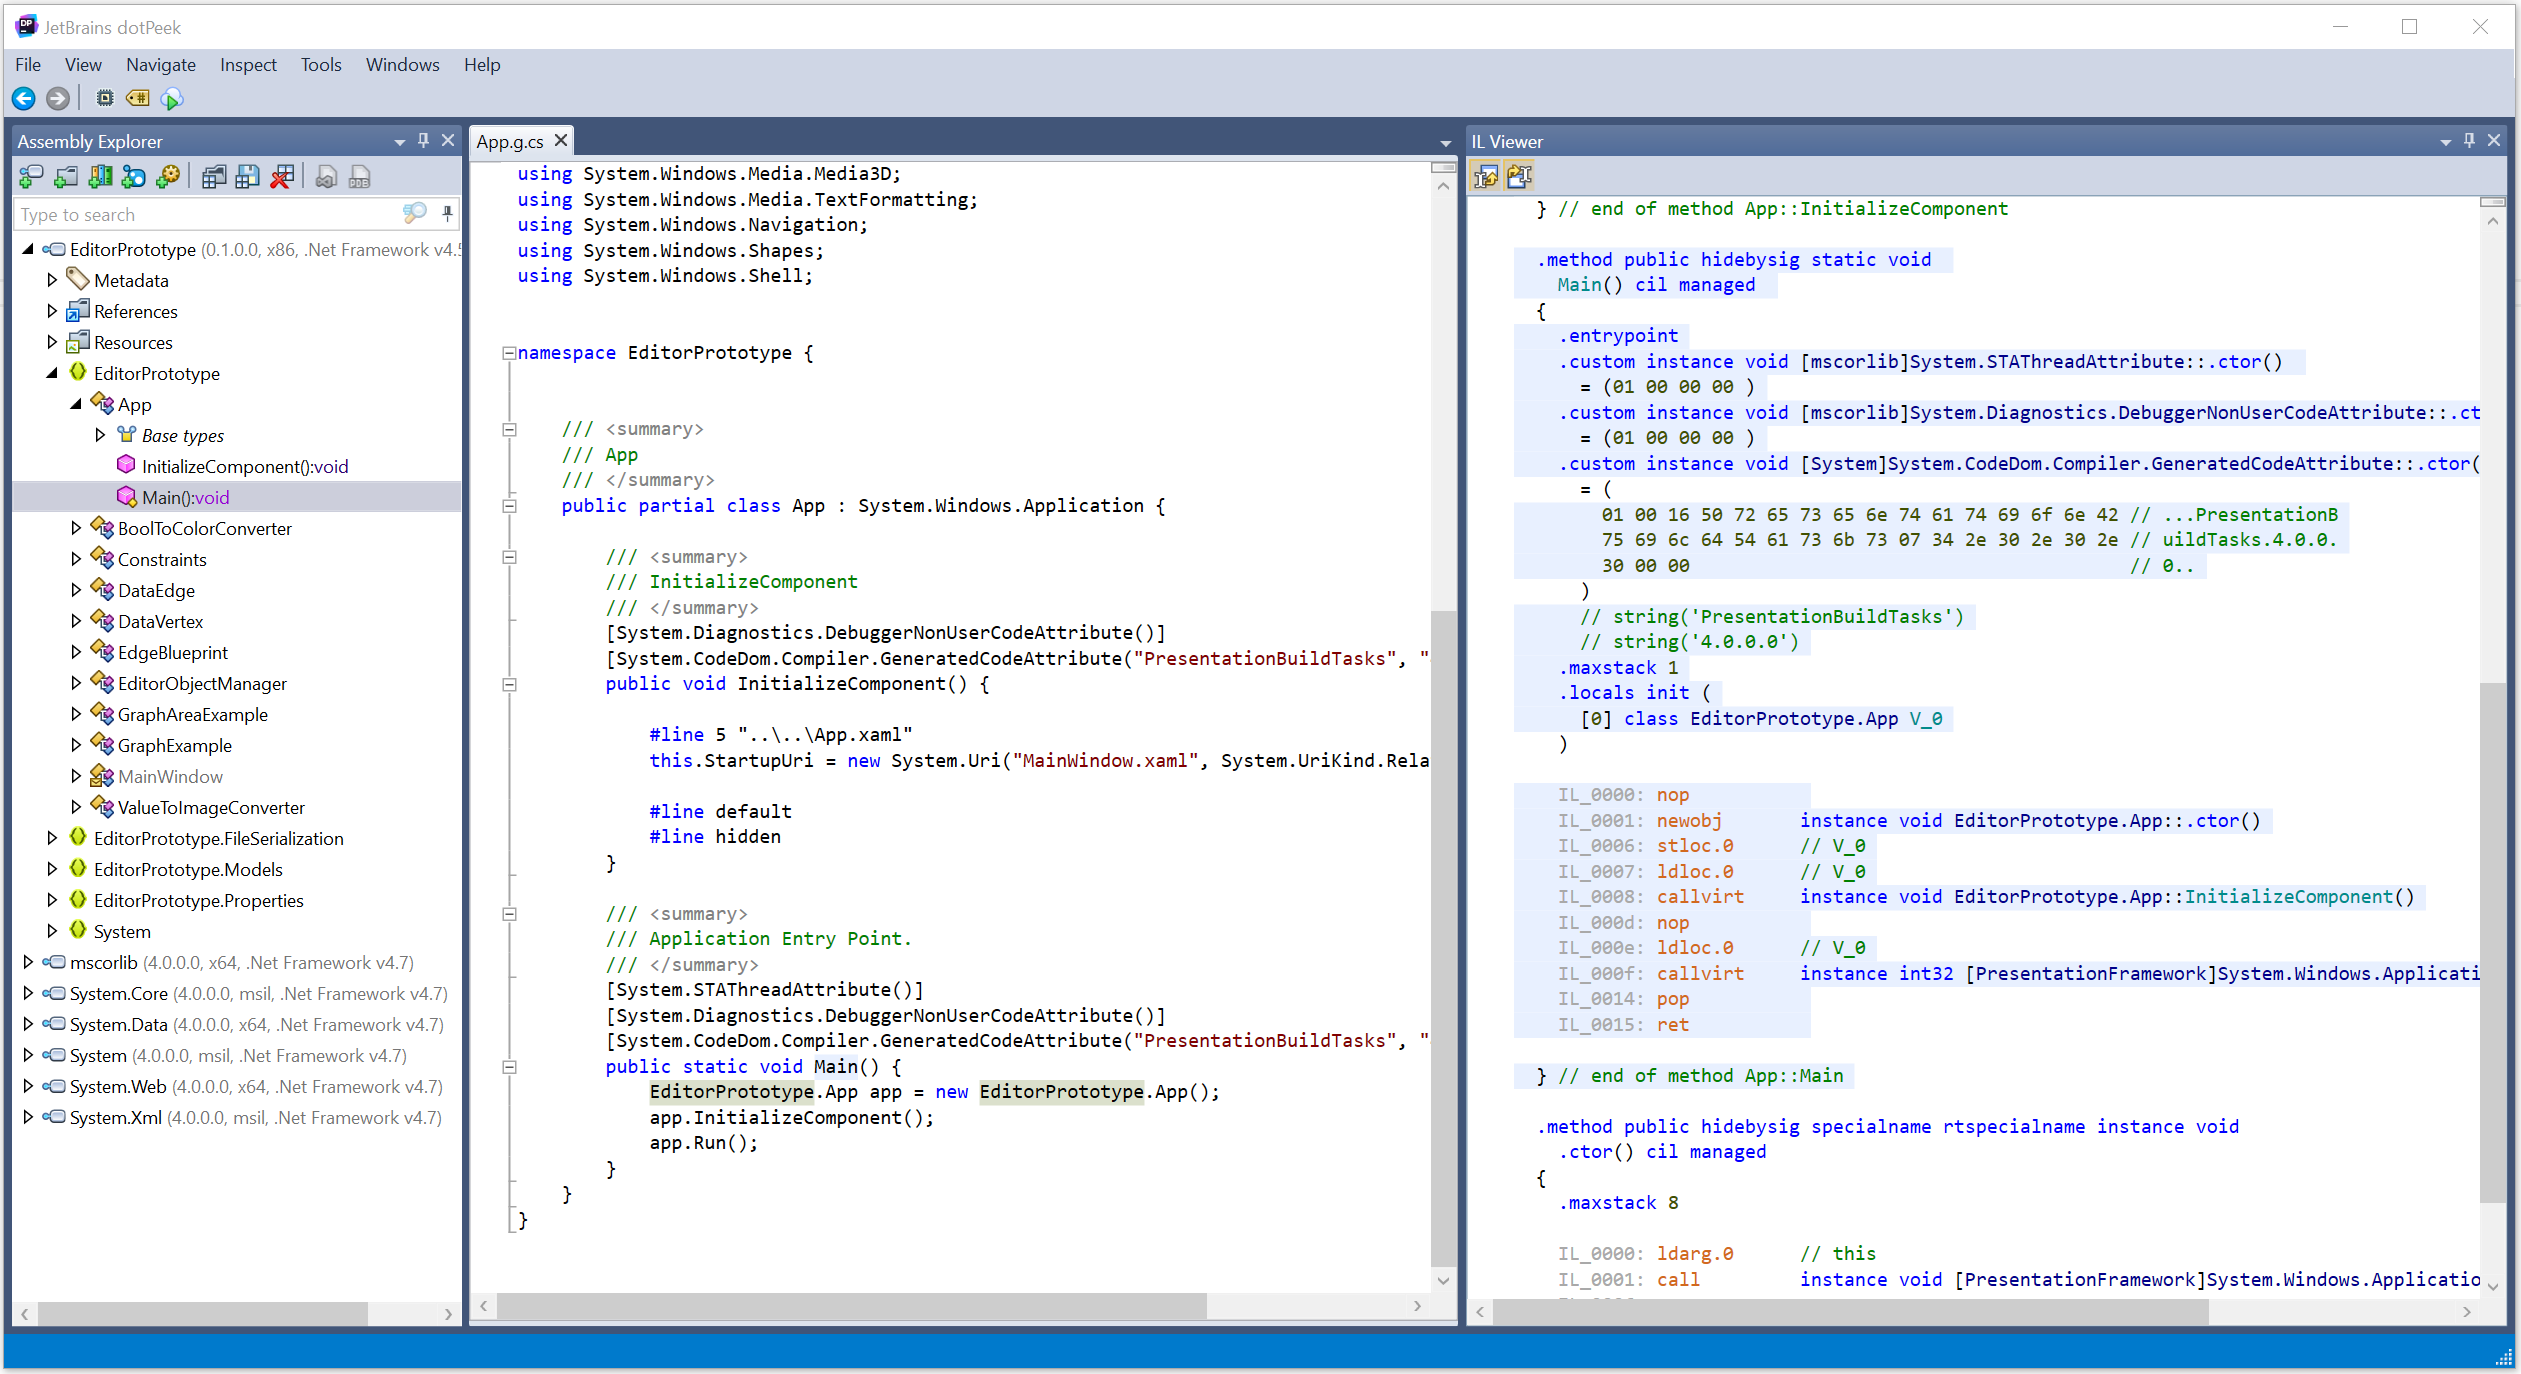 JetBrains dotPeek
File View Navigate Inspect Tools Windows Help
Assembly Explorer
Type to search
EditorPrototype (0.1.0.0, x86, .Net Framework v4.5
Metadata
References
Resources
EditorPrototype
App
Base types
InitializeComponent():void
Main():void
BoolToColorConverter
Constraints
DataEdge
DataVertex
EdgeBlueprint
EditorObjectManager
GraphAreaExample
GraphExample
MainWindow
ValueToImageConverter
EditorPrototype.FileSerialization
EditorPrototype.Models
EditorPrototype.Properties
System
mscorlib (4.0.0.0, x64, .Net Framework v4.7)
System.Core (4.0.0.0, msil, .Net Framework v4.7)
System.Data (4.0.0.0, x64, .Net Framework v4.7)
System (4.0.0.0, msil, .Net Framework v4.7)
System.Web (4.0.0.0, x64, .Net Framework v4.7)
System.Xml (4.0.0.0, msil, .Net Framework v4.7)
App.g.cs
using System.Windows.Media.Media3D;
using System.Windows.Media.TextFormatting;
using System.Windows.Navigation;
using System.Windows.Shapes;
using System.Windows.Shell;
namespace EditorPrototype {
/// <summary>
/// App
/// </summary>
public partial class App : System.Windows.Application {
/// <summary>
/// InitializeComponent
/// </summary>
[System.Diagnostics.DebuggerNonUserCodeAttribute()]
[System.CodeDom.Compiler.GeneratedCodeAttribute("PresentationBuildTasks", "
public void InitializeComponent() {
#line 5 "..\..\App.xaml"
this.StartupUri = new System.Uri("MainWindow.xaml", System.UriKind.Rela
#line default
#line hidden
}
/// <summary>
/// Application Entry Point.
/// </summary>
[System.STAThreadAttribute()]
[System.Diagnostics.DebuggerNonUserCodeAttribute()]
[System.CodeDom.Compiler.GeneratedCodeAttribute("PresentationBuildTasks", "
public static void Main() {
EditorPrototype.App app = new EditorPrototype.App();
app.InitializeComponent();
app.Run();
}
}
}
IL Viewer
} // end of method App::InitializeComponent
.method public hidebysig static void
Main() cil managed
{
.entrypoint
.custom instance void [mscorlib]System.STAThreadAttribute::.ctor()
= (01 00 00 00 )
.custom instance void [mscorlib]System.Diagnostics.DebuggerNonUserCodeAttribute::.ct
= (01 00 00 00 )
.custom instance void [System]System.CodeDom.Compiler.GeneratedCodeAttribute::.ctor(
= (
01 00 16 50 72 65 73 65 6e 74 61 74 69 6f 6e 42 // ...PresentationB
75 69 6c 64 54 61 73 6b 73 07 34 2e 30 2e 30 2e // uildTasks.4.0.0.
30 00 00 // 0..
)
// string('PresentationBuildTasks')
// string('4.0.0.0')
.maxstack 1
.locals init (
[0] class EditorPrototype.App V_0
)
IL_0000: nop
IL_0001: newobj instance void EditorPrototype.App::.ctor()
IL_0006: stloc.0 // V_0
IL_0007: ldloc.0 // V_0
IL_0008: callvirt instance void EditorPrototype.App::InitializeComponent()
IL_000d: nop
IL_000e: ldloc.0 // V_0
IL_000f: callvirt instance int32 [PresentationFramework]System.Windows.Applicati
IL_0014: pop
IL_0015: ret
} // end of method App::Main
.method public hidebysig specialname rtspecialname instance void
.ctor() cil managed
{
.maxstack 8
IL_0000: ldarg.0 // this
IL_0001: call instance void [PresentationFramework]System.Windows.Applicatio